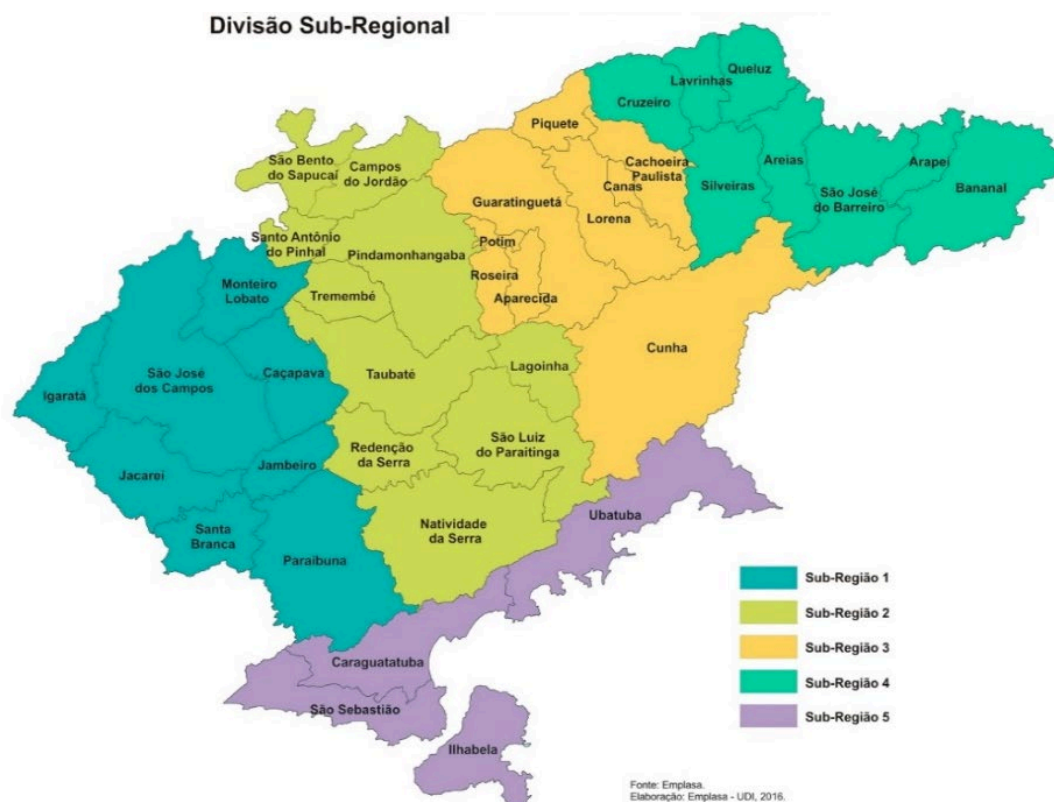 Divisão Sub-Regional
Queluz
Lavrinhas
Cruzeiro
Piquete
São Bento
do Sapucaí
Campos
do Jordão
Cachoeira
Paulista
Areias
Arapeí
Canas
Silveiras
São José
do Barreiro
Bananal
Guaratinguetá
Lorena
Santo Antônio
do Pinhal
Pindamonhangaba
Potim
Roseira
Monteiro
Lobato
Tremembé
Aparecida
Cunha
Lagoinha
São José
dos Campos
Caçapava
Taubaté
Igaratá
São Luiz
do Paraitinga
Redenção
da Serra
Jacareí
Jambeiro
Ubatuba
Santa
Branca
Natividade
da Serra
Paraibuna
Sub-Região 1
Sub-Região 2
Sub-Região 3
Caraguatatuba
Sub-Região 4
São Sebastião
Sub-Região 5
Ilhabela
Fonte: Emplasa.
Elaboração: Emplasa - UDI, 2016.